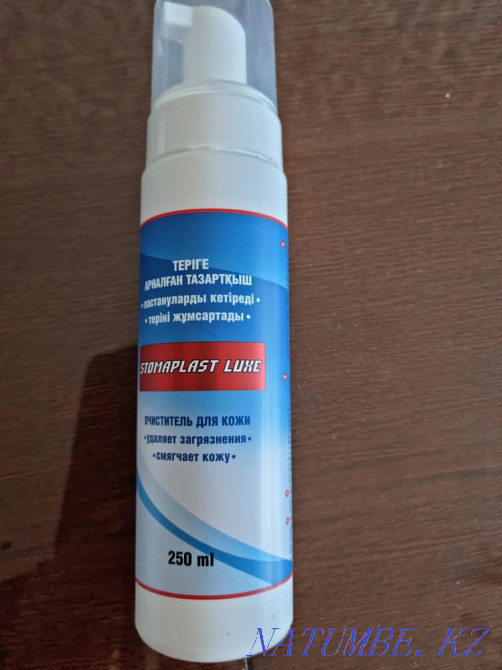 ТЕРІГЕ
АРНАЛҒАН ТАЗАРТҚЫШ
•ластануларды кетіреді•
•теріні жұмсартады•
STOMAPLAST LUXE
ОЧИСТИТЕЛЬ ДЛЯ КОЖИ
•удаляет загрязнения•
•смягчает кожу•
250 ml
NATUMBE.KZ